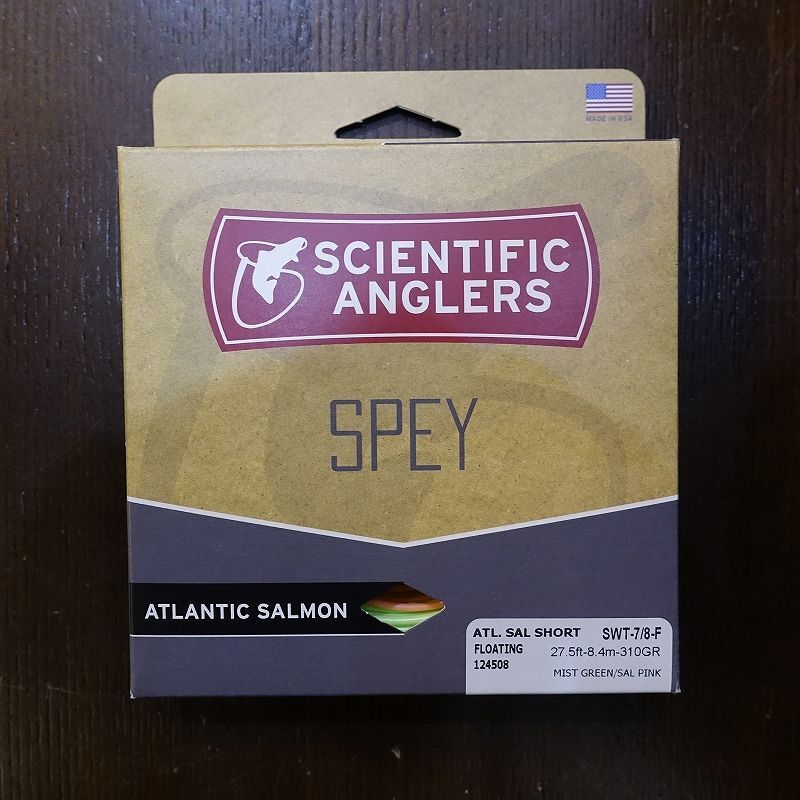 MADE IN USA
SCIENTIFIC
ANGLERS
SPEY
ATLANTIC SALMON
ATL. SAL SHORT SWT-7/8-F
FLOATING 27.5ft-8.4m-310GR
124508
MIST GREEN/SAL PINK